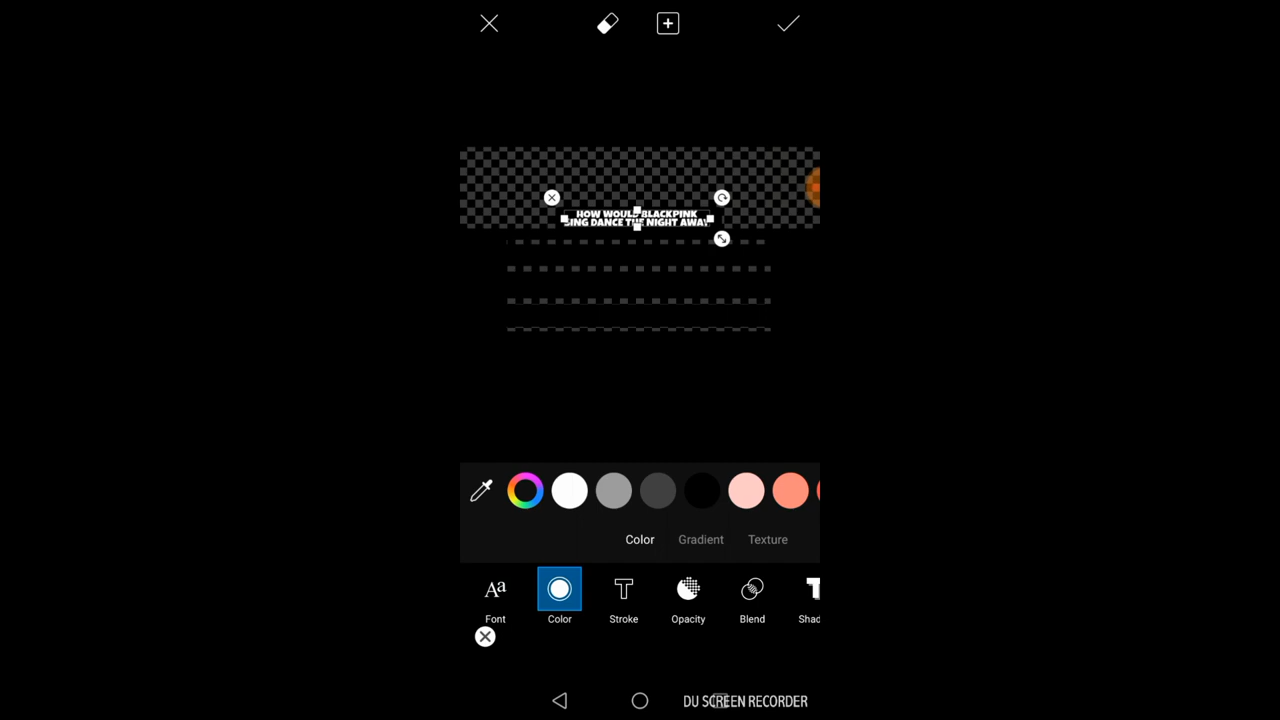 HOW WOULD BLACKPINK
SING DANCE THE NIGHT AWAY
Color Gradient Texture
Font Color Stroke Opacity Blend Shad
DU SCREEN RECORDER